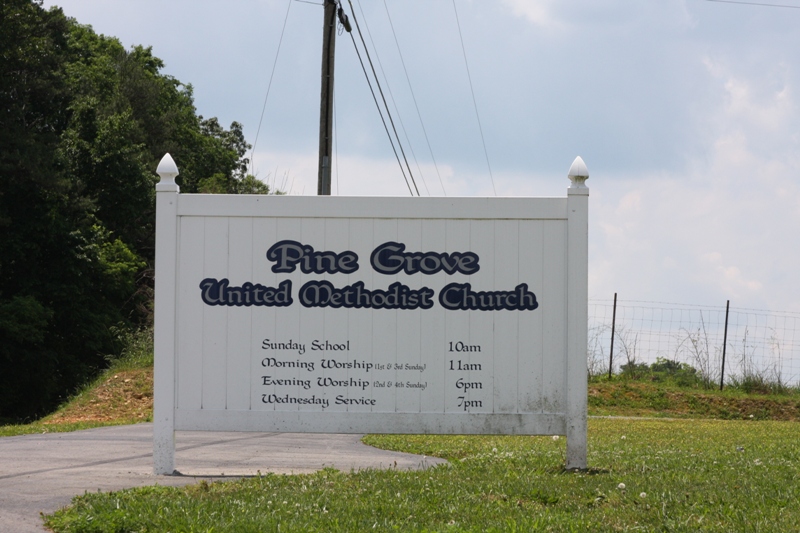 Pine Grove
United Methodist Church
Sunday School 10am
Morning Worship (1st & 3rd Sunday) 11am
Evening Worship (2nd & 4th Sunday) 6pm
Wednesday Service 7pm